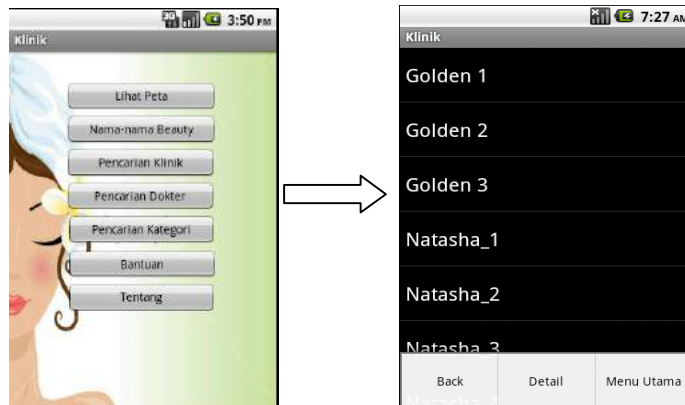 3:50 PM
Klinik
Lihat Peta
Nama-nama Beauty
Pencarian Klinik
Pencarian Dokter
Pencarian Kategori
Bantuan
Tentang
7:27 AM
Klinik
Golden 1
Golden 2
Golden 3
Natasha_1
Natasha_2
Natasha_3
Back Detail Menu Utama